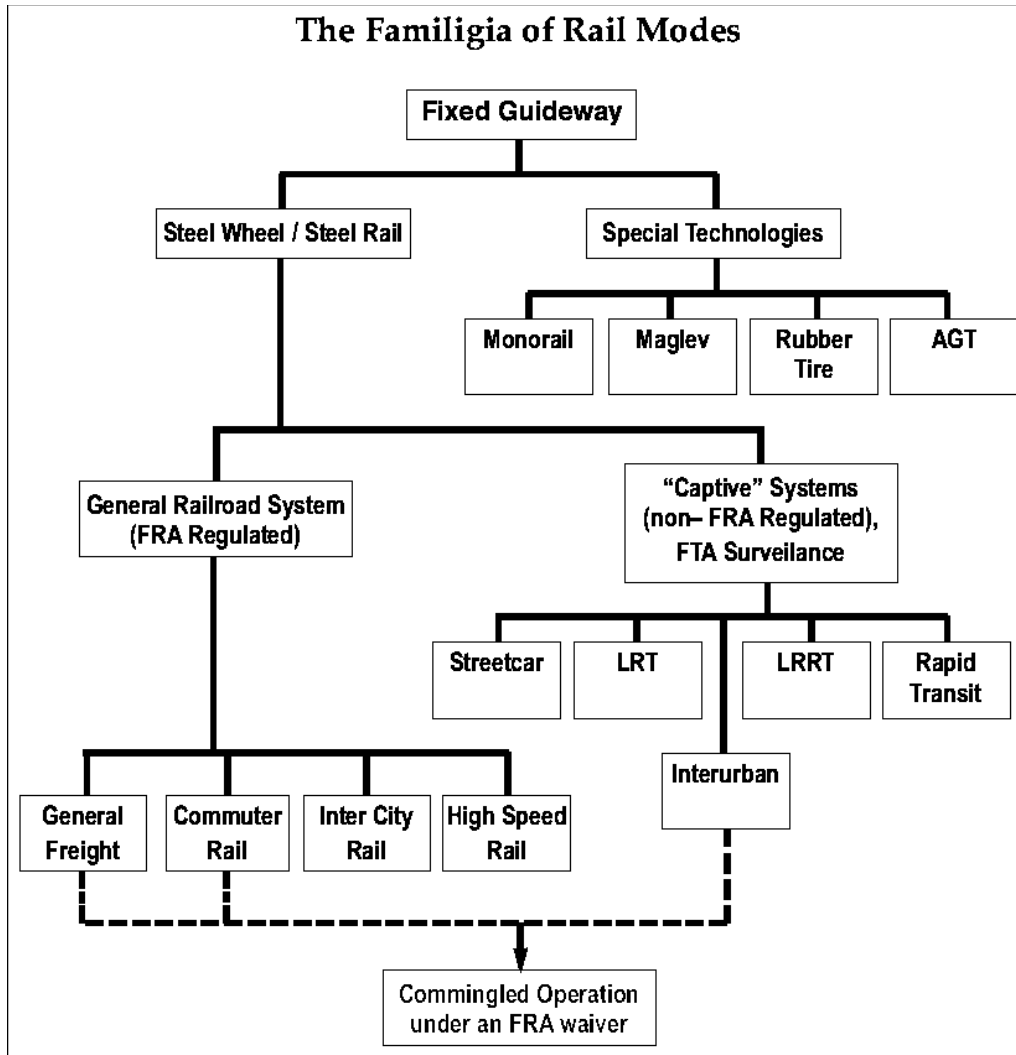 The Familigia of Rail Modes
Fixed Guideway
Steel Wheel / Steel Rail
Special Technologies
Monorail
Maglev
Rubber
Tire
AGT
General Railroad System
(FRA Regulated)
“Captive” Systems
(non– FRA Regulated),
FTA Surveilance
Streetcar
LRT
LRRT
Rapid
Transit
Interurban
General
Freight
Commuter
Rail
Inter City
Rail
High Speed
Rail
Commingled Operation
under an FRA waiver